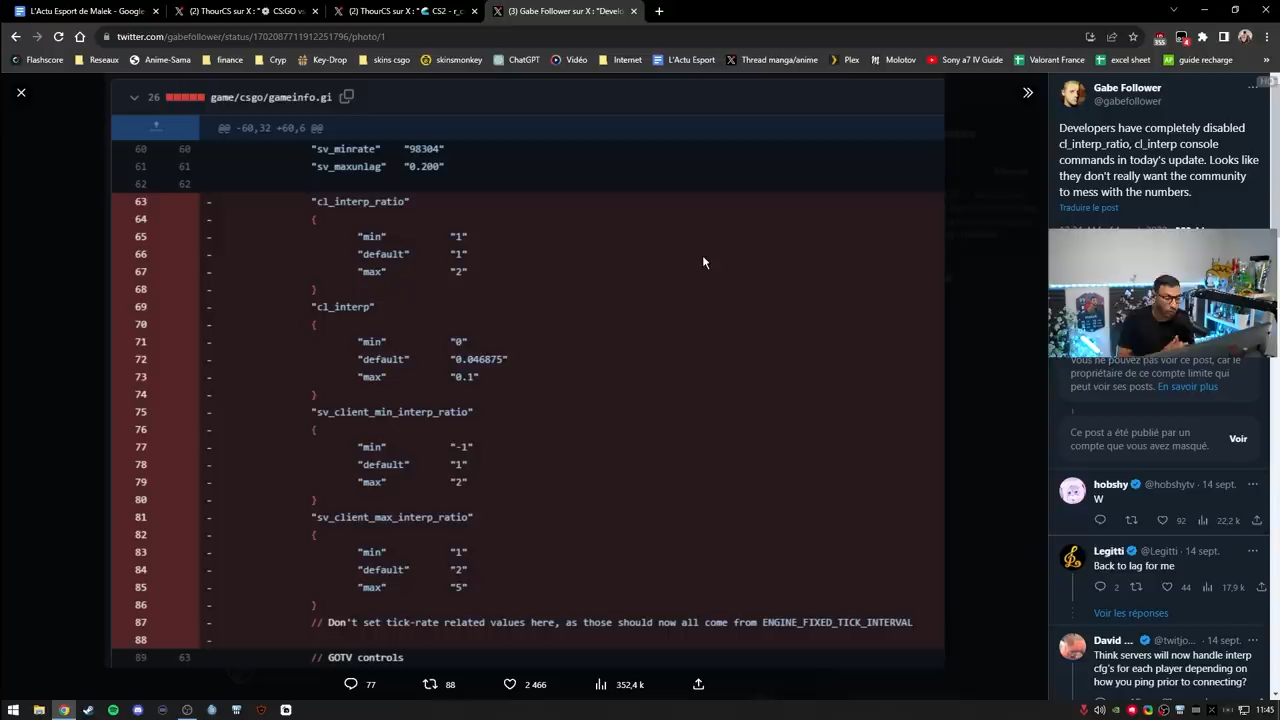 L'Actu Esport de Malek - Google
ThourCS sur X : "
CS:GO vs
ThourCS sur X : "
CS2 - r_c
(3) Gabe Follower sur X : "Develo
twitter.com/gabefollower/status/1702087711292251796/photo/1
Flashscore
Reseaux
Anime-Sama
finance
Cryp
Key-Drop
skins csgo
skinsmonkey
ChatGPT
Vidéo
Internet
L'Actu Esport
Thread manga/anime
Plex
Molotov
Sony a7 IV Guide
Valorant France
excel sheet
guide recharge
26 game/csgo/gameinfo.gi
@@ -60,32 +60,6 @@
60 60 "sv_minrate" "98304"
61 61 "sv_maxunlag" "0.200"
62 62
63 - "cl_interp_ratio"
64 - {
65 - "min" "1"
66 - "default" "1"
67 - "max" "2"
68 - }
69 - "cl_interp"
70 - {
71 - "min" "0"
72 - "default" "0.046875"
73 - "max" "0.1"
74 - }
75 - "sv_client_min_interp_ratio"
76 - {
77 - "min" "-1"
78 - "default" "1"
79 - "max" "2"
80 - }
81 - "sv_client_max_interp_ratio"
82 - {
83 - "min" "1"
84 - "default" "2"
85 - "max" "5"
86 - }
87 - // Don't set tick-rate related values here, as those should now all come from ENGINE_FIXED_TICK_INTERVAL
88 -
89 63 // GOTV controls
77
88
2 466
352,4 k
Gabe Follower
@gabefollower
Developers have completely disabled
cl_interp_ratio, cl_interp console
commands in today's update. Looks like
they don't really want the community
to mess with the numbers.
Traduire le post
Vous ne pouvez pas voir ce post, car le
propriétaire de ce compte limite qui
peut voir ses posts. En savoir plus
Ce post a été publié par un
compte que vous avez masqué.
Voir
hobshy @hobshytv · 14 sept.
W
92
22,2 k
Legitti @Legitti · 14 sept.
Back to lag for me
2
44
17,9 k
Voir les réponses
David ... @twitjo... · 14 sept.
Think servers will now handle interp
cfg's for each player depending on
how you ping prior to connecting?
11:45